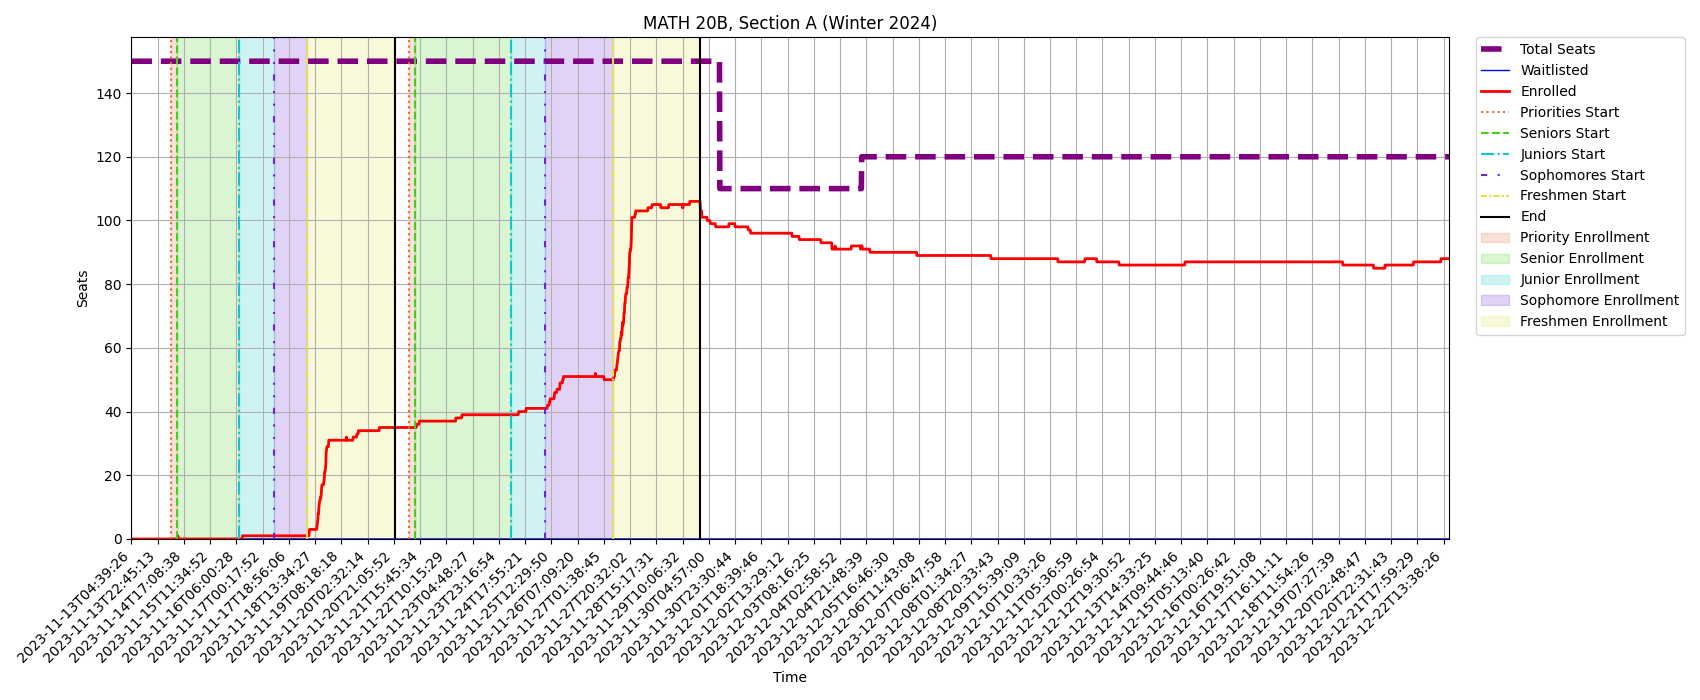 MATH 20B, Section A (Winter 2024)
Seats
140
120
100
80
60
40
20
0
2023-11-13T04:39:26
2023-11-13T22:45:13
2023-11-14T17:08:38
2023-11-15T11:34:52
2023-11-16T06:00:28
2023-11-17T00:17:52
2023-11-17T18:56:06
2023-11-18T13:34:27
2023-11-19T08:18:18
2023-11-20T02:32:14
2023-11-20T21:05:52
2023-11-21T15:45:34
2023-11-22T10:15:29
2023-11-23T04:48:27
2023-11-23T23:16:54
2023-11-24T17:55:21
2023-11-25T12:29:50
2023-11-26T07:09:20
2023-11-27T01:38:45
2023-11-27T20:32:02
2023-11-28T15:17:31
2023-11-29T10:06:32
2023-11-30T04:57:00
2023-11-30T23:30:44
2023-12-01T18:39:46
2023-12-02T13:29:12
2023-12-03T08:16:25
2023-12-04T02:58:52
2023-12-04T21:48:39
2023-12-05T16:46:30
2023-12-06T11:43:08
2023-12-07T06:47:58
2023-12-08T01:34:27
2023-12-08T20:33:43
2023-12-09T15:39:09
2023-12-10T10:33:26
2023-12-11T05:36:59
2023-12-12T00:26:54
2023-12-12T19:30:52
2023-12-13T14:33:25
2023-12-14T09:44:46
2023-12-15T05:13:40
2023-12-16T00:26:42
2023-12-16T19:51:08
2023-12-17T16:11:11
2023-12-18T11:54:26
2023-12-19T07:27:39
2023-12-20T02:48:47
2023-12-20T22:31:43
2023-12-21T17:59:29
2023-12-22T13:38:26
Time
Total Seats
Waitlisted
Enrolled
Priorities Start
Seniors Start
Juniors Start
Sophomores Start
Freshmen Start
End
Priority Enrollment
Senior Enrollment
Junior Enrollment
Sophomore Enrollment
Freshmen Enrollment